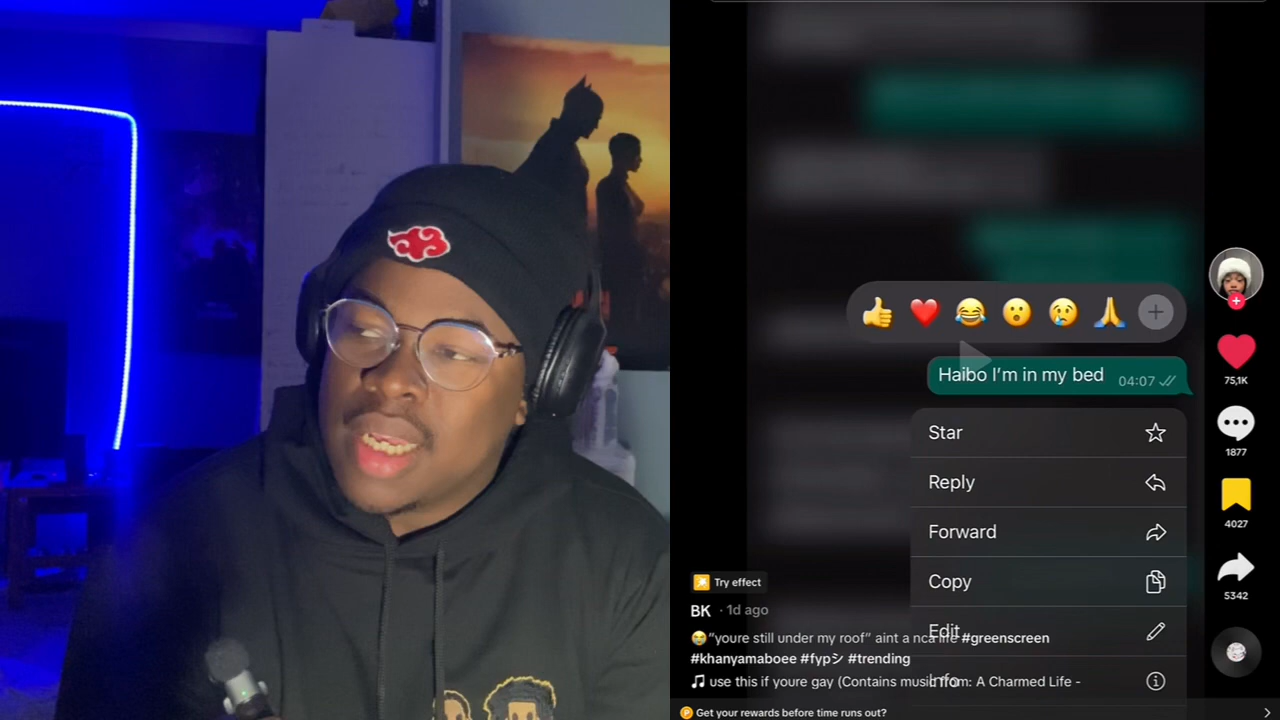 Haibo I'm in my bed 04:07
Star
Reply
Forward
Copy
Edit
Info
75,1K
1877
4027
5342
Try effect
BK · 1d ago
😭"youre still under my roof" aint a nca life #greenscreen
#khanyamaboee #fypシ #trending
🎵 use this if youre gay (Contains music from: A Charmed Life -
Get your rewards before time runs out?